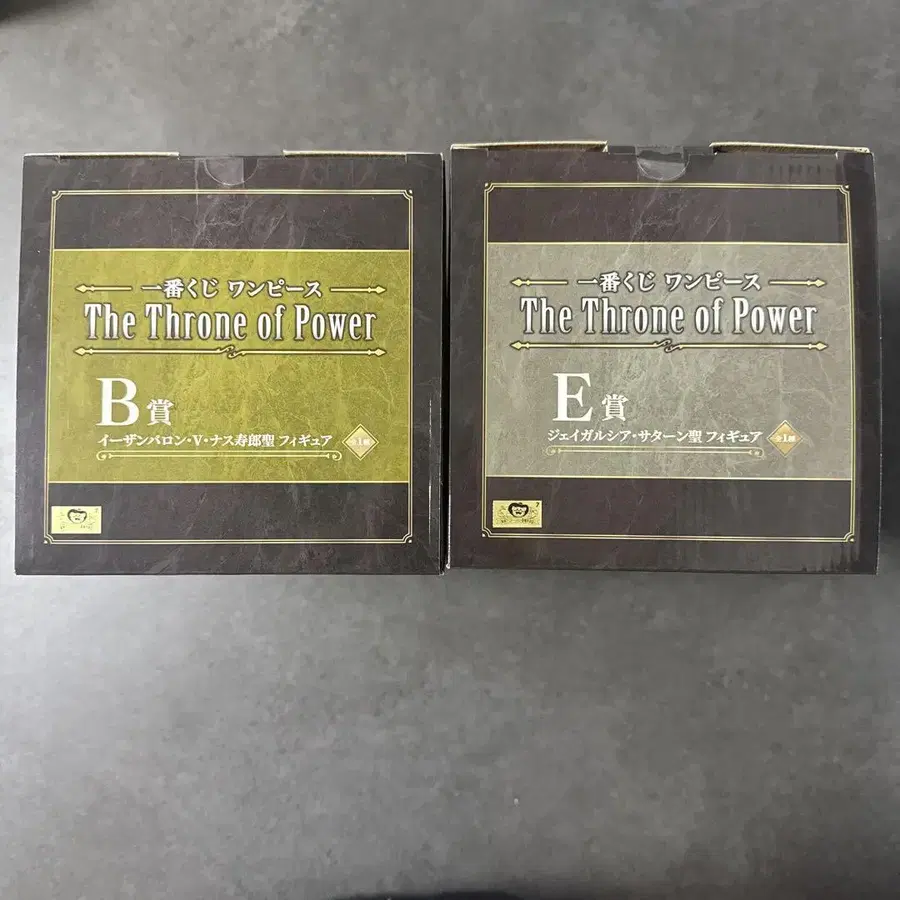 一番くじ ワンピース
The Throne of Power
B賞
イーザンバロン・V・ナス寿郎聖 フィギュア
全1種
一番くじ ワンピース
The Throne of Power
E賞
ジェイガルシア・サターン聖 フィギュア
全1種